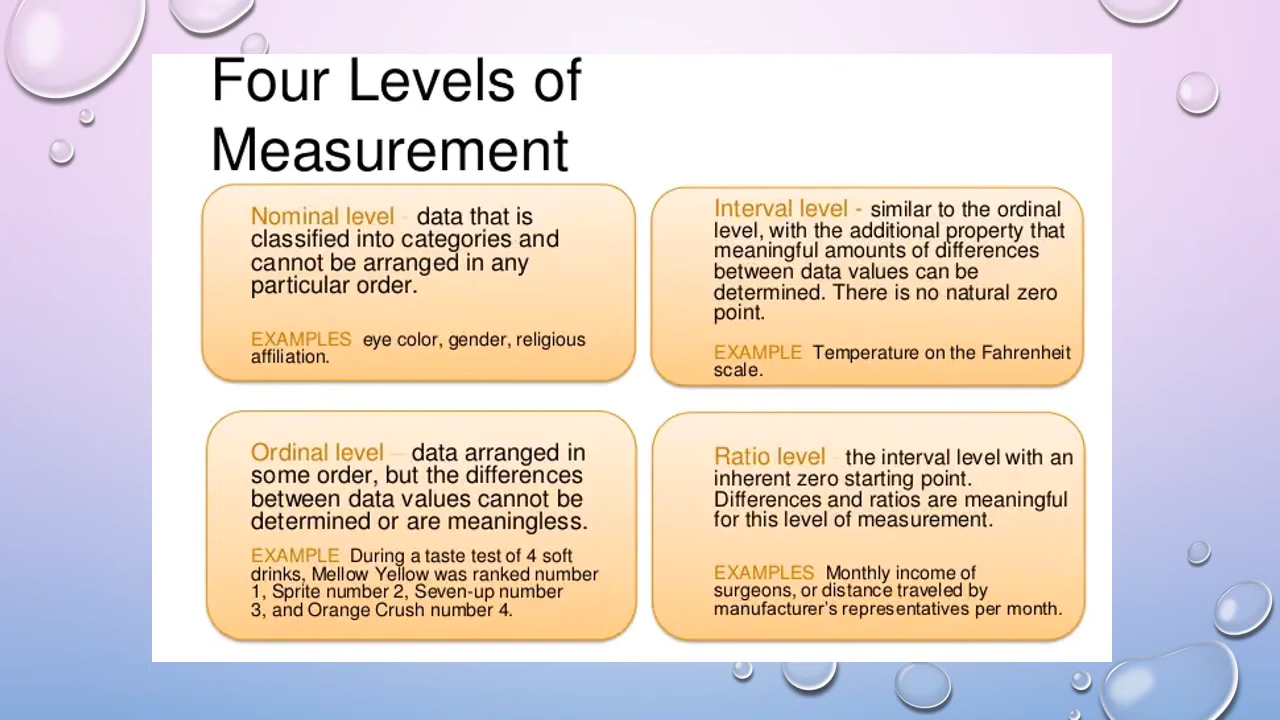 Four Levels of
Measurement
Nominal level - data that is
classified into categories and
cannot be arranged in any
particular order.
EXAMPLES eye color, gender, religious
affiliation.
Interval level - similar to the ordinal
level, with the additional property that
meaningful amounts of differences
between data values can be
determined. There is no natural zero
point.
EXAMPLE Temperature on the Fahrenheit
scale.
Ordinal level – data arranged in
some order, but the differences
between data values cannot be
determined or are meaningless.
EXAMPLE During a taste test of 4 soft
drinks, Mellow Yellow was ranked number
1, Sprite number 2, Seven-up number
3, and Orange Crush number 4.
Ratio level - the interval level with an
inherent zero starting point.
Differences and ratios are meaningful
for this level of measurement.
EXAMPLES Monthly income of
surgeons, or distance traveled by
manufacturer's representatives per month.